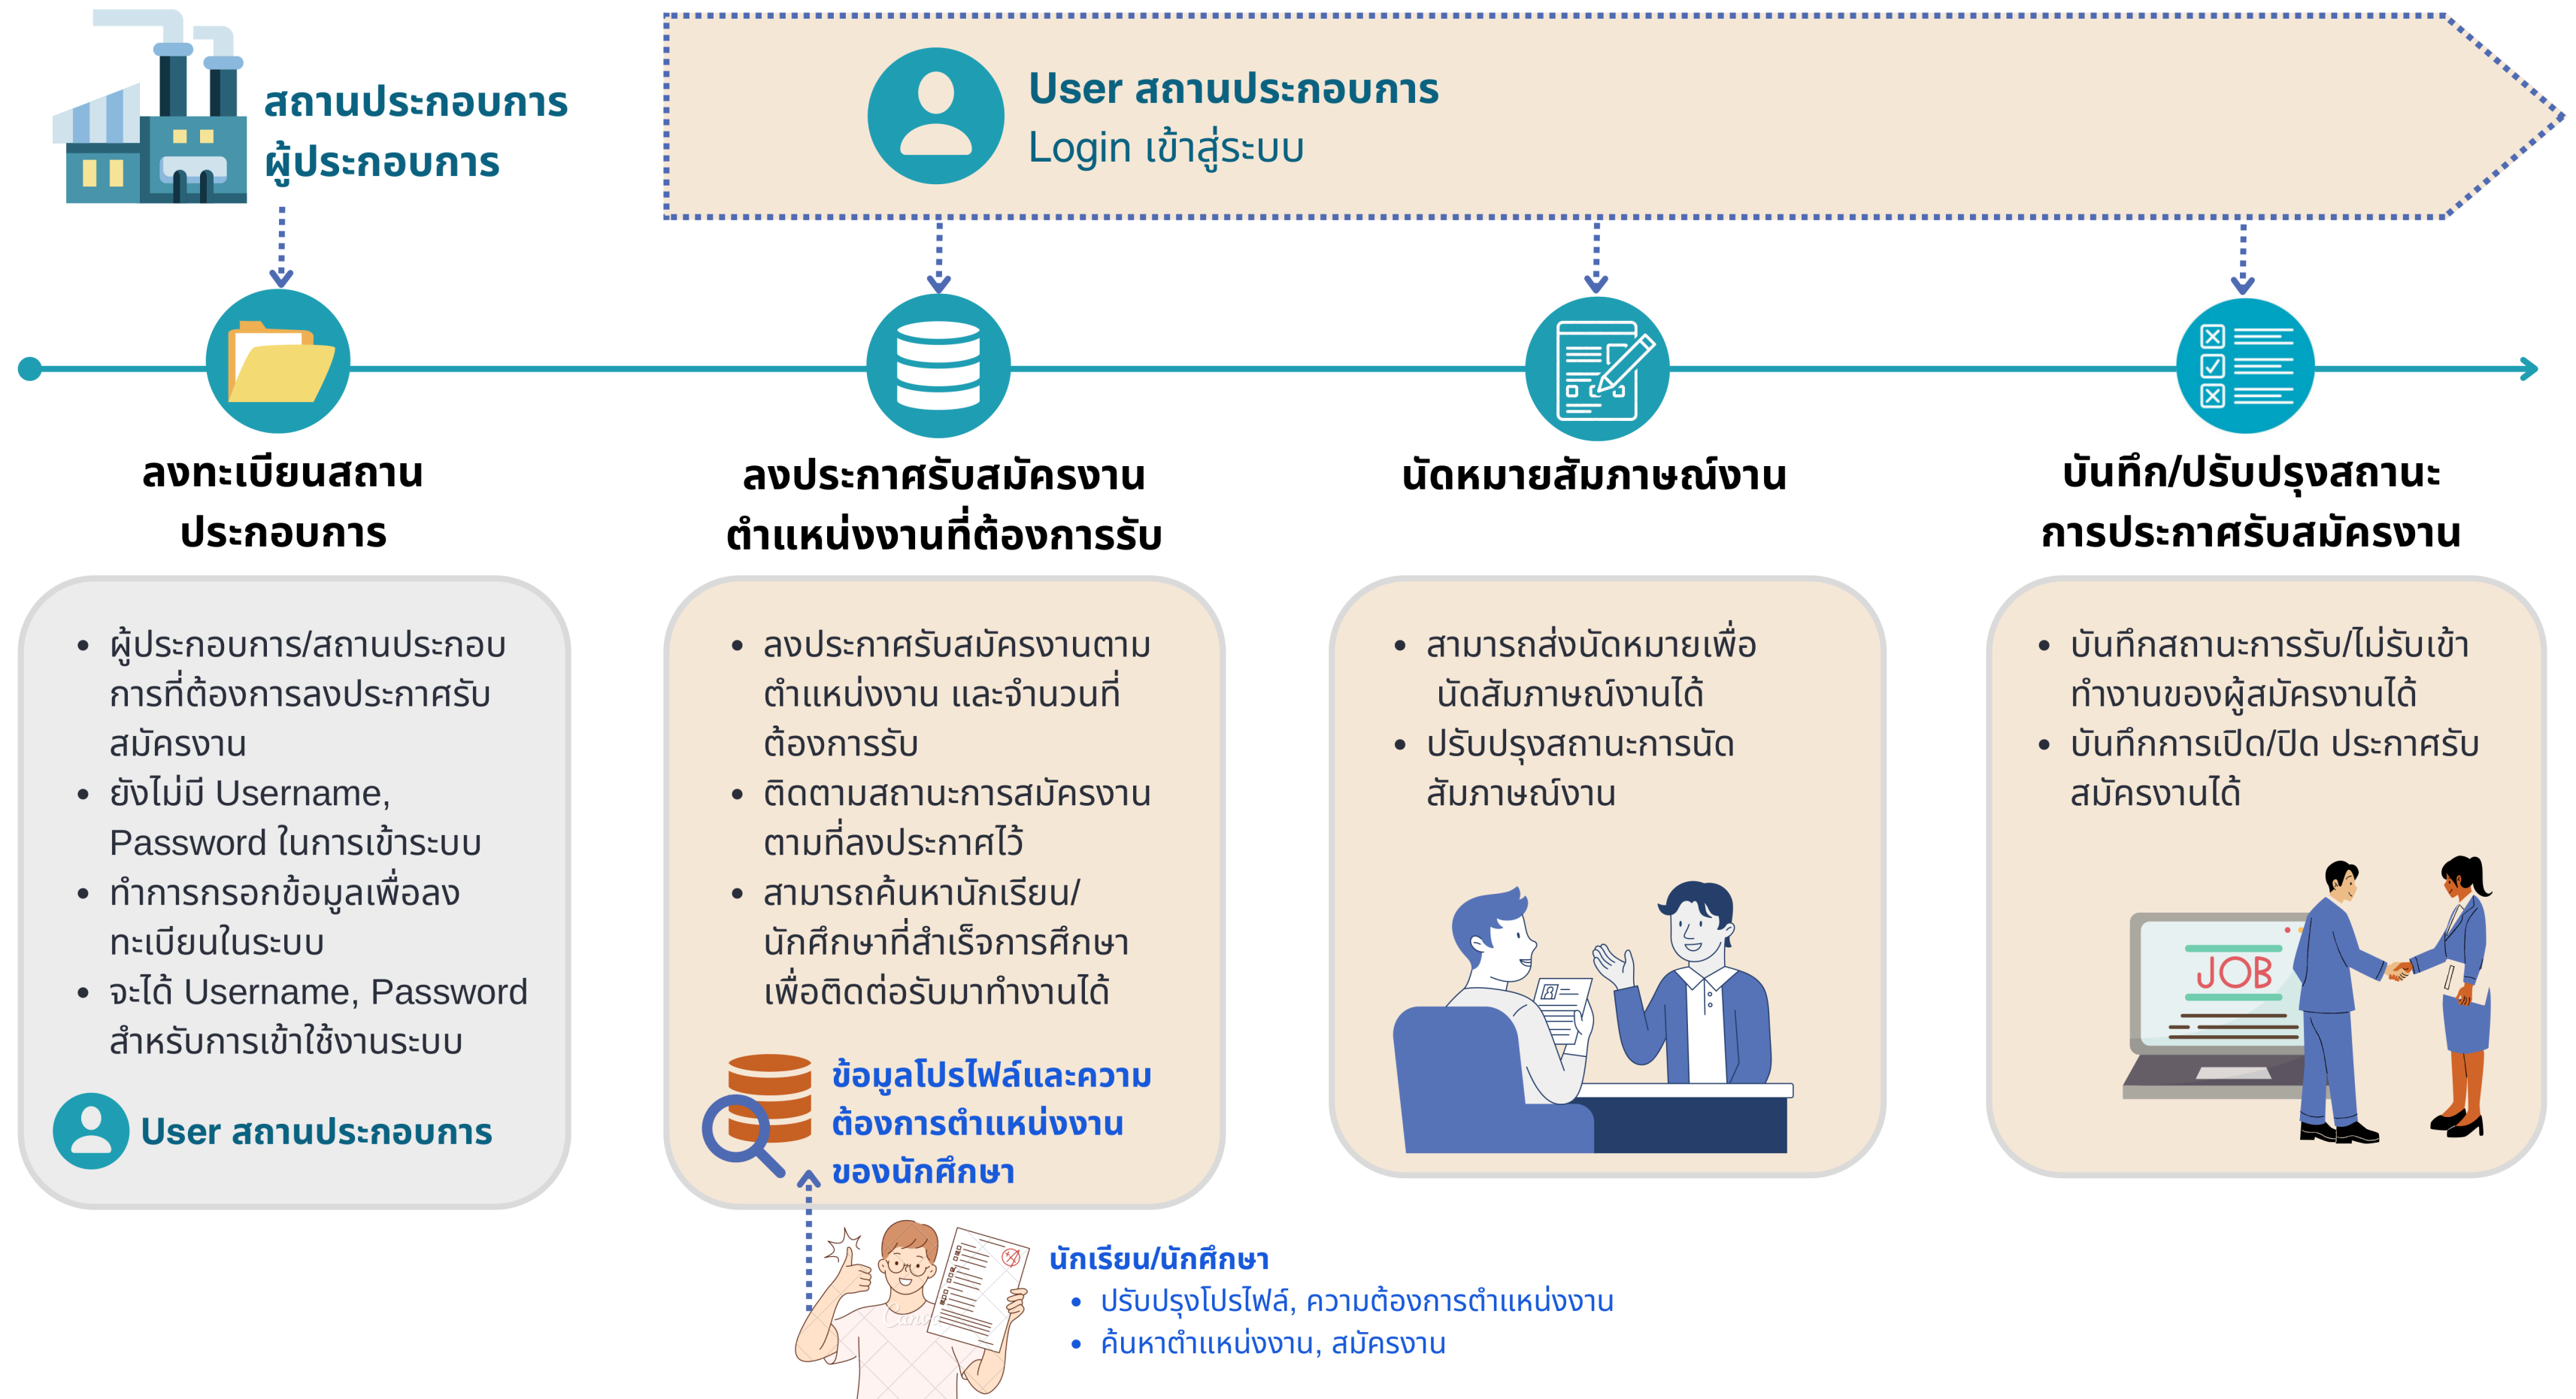 สถานประกอบการ
ผู้ประกอบการ
User สถานประกอบการ
Login เข้าสู่ระบบ
ลงทะเบียนสถาน
ประกอบการ
ลงประกาศรับสมัครงาน
ตำแหน่งงานที่ต้องการรับ
นัดหมายสัมภาษณ์งาน
บันทึก/ปรับปรุงสถานะ
การประกาศรับสมัครงาน
• ผู้ประกอบการ/สถานประกอบ
การที่ต้องการลงประกาศรับ
สมัครงาน
• ยังไม่มี Username,
Password ในการเข้าระบบ
• ทำการกรอกข้อมูลเพื่อลง
ทะเบียนในระบบ
• จะได้ Username, Password
สำหรับการเข้าใช้งานระบบ
User สถานประกอบการ
• ลงประกาศรับสมัครงานตาม
ตำแหน่งงาน และจำนวนที่
ต้องการรับ
• ติดตามสถานะการสมัครงาน
ตามที่ลงประกาศไว้
• สามารถค้นหานักเรียน/
นักศึกษาที่สำเร็จการศึกษา
เพื่อติดต่อรับมาทำงานได้
ข้อมูลโปรไฟล์และความ
ต้องการตำแหน่งงาน
ของนักศึกษา
• สามารถส่งนัดหมายเพื่อ
นัดสัมภาษณ์งานได้
• ปรับปรุงสถานะการนัด
สัมภาษณ์งาน
• บันทึกสถานะการรับ/ไม่รับเข้า
ทำงานของผู้สมัครงานได้
• บันทึกการเปิด/ปิด ประกาศรับ
สมัครงานได้
JOB
นักเรียน/นักศึกษา
• ปรับปรุงโปรไฟล์, ความต้องการตำแหน่งงาน
• ค้นหาตำแหน่งงาน, สมัครงาน
Canva